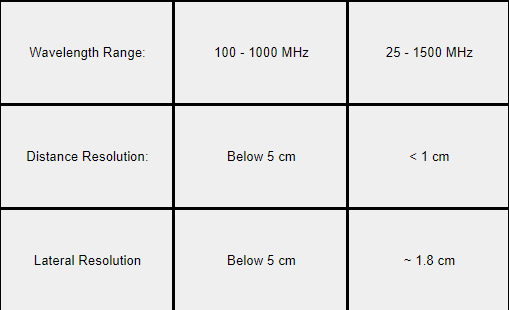 Wavelength Range:
100 - 1000 MHz
25 - 1500 MHz
Distance Resolution:
Below 5 cm
< 1 cm
Lateral Resolution
Below 5 cm
~ 1.8 cm